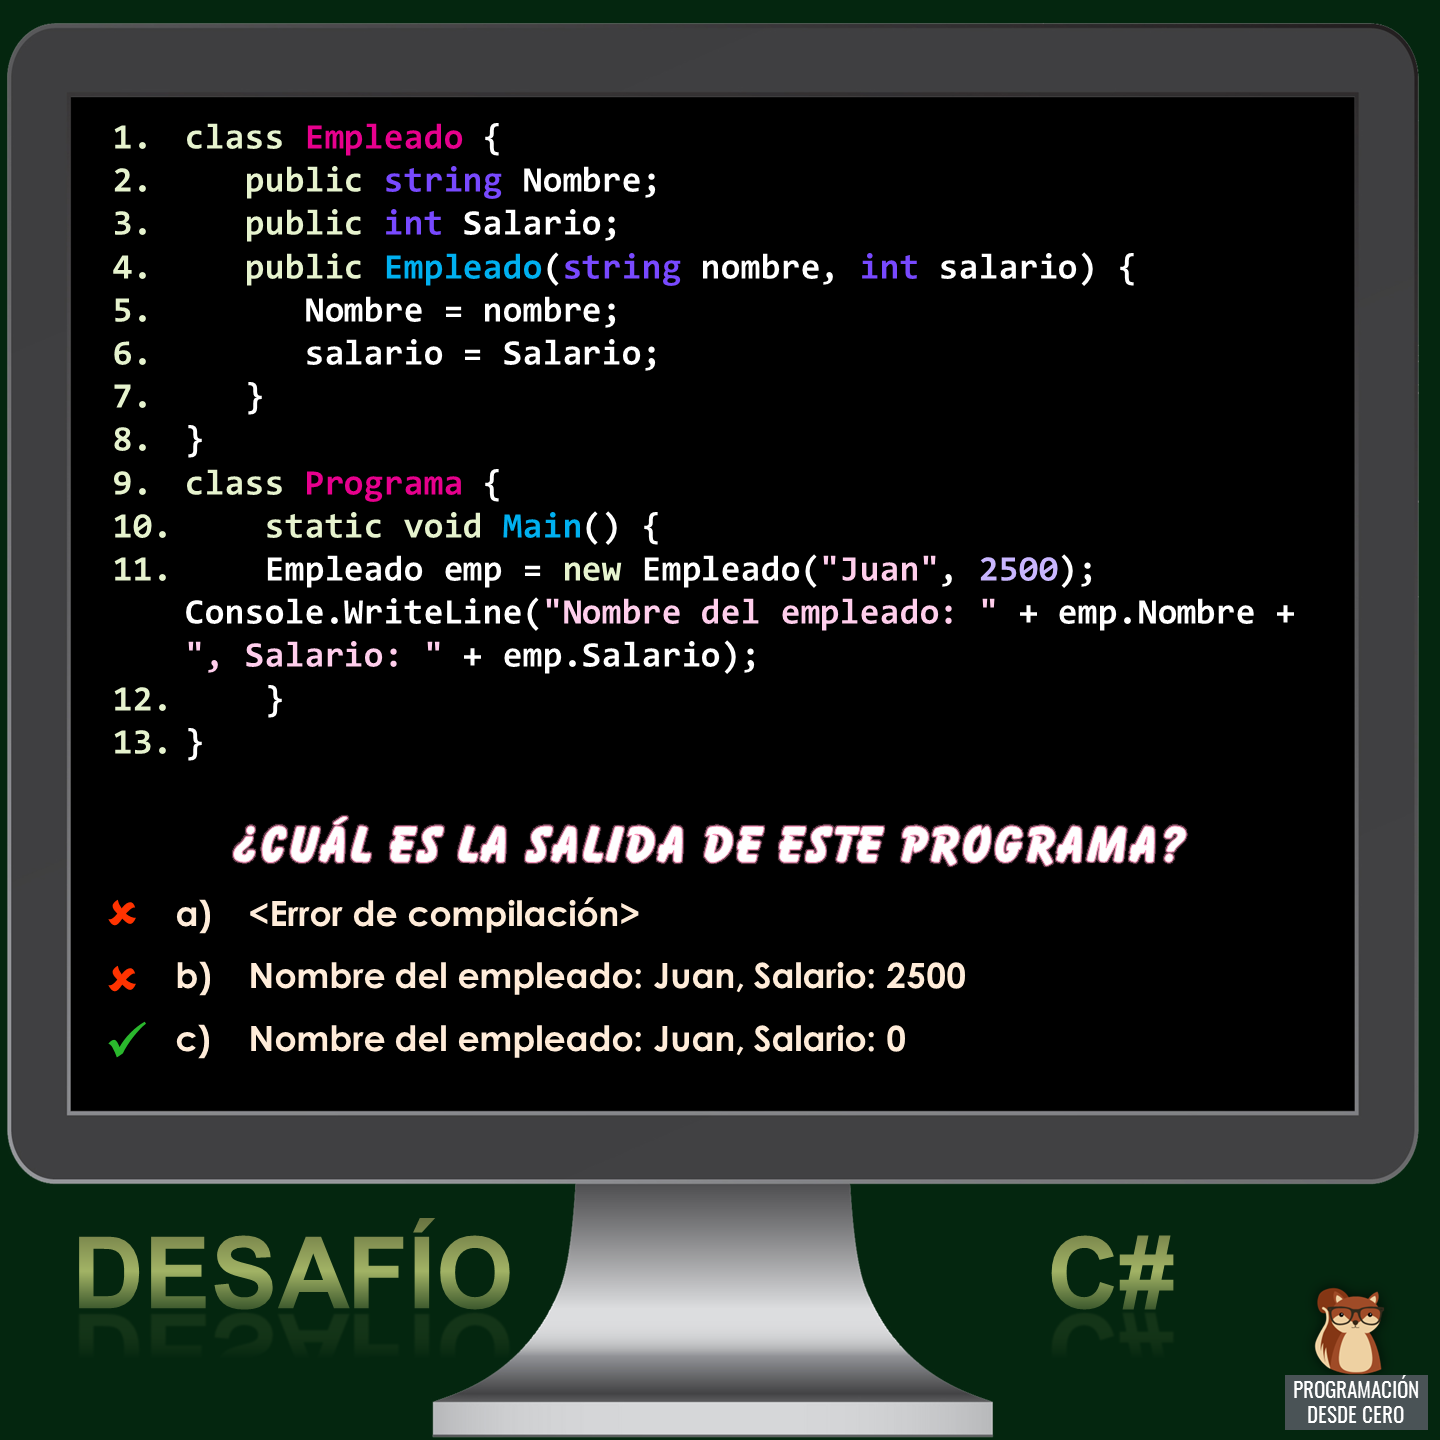 1. class Empleado {
2. public string Nombre;
3. public int Salario;
4. public Empleado(string nombre, int salario) {
5. Nombre = nombre;
6. salario = Salario;
7. }
8. }
9. class Programa {
10. static void Main() {
11. Empleado emp = new Empleado("Juan", 2500);
Console.WriteLine("Nombre del empleado: " + emp.Nombre +
", Salario: " + emp.Salario);
12. }
13. }
¿CUÁL ES LA SALIDA DE ESTE PROGRAMA?
✘ a) <Error de compilación>
✘ b) Nombre del empleado: Juan, Salario: 2500
✓ c) Nombre del empleado: Juan, Salario: 0
DESAFÍO C#
PROGRAMACIÓN
DESDE CERO